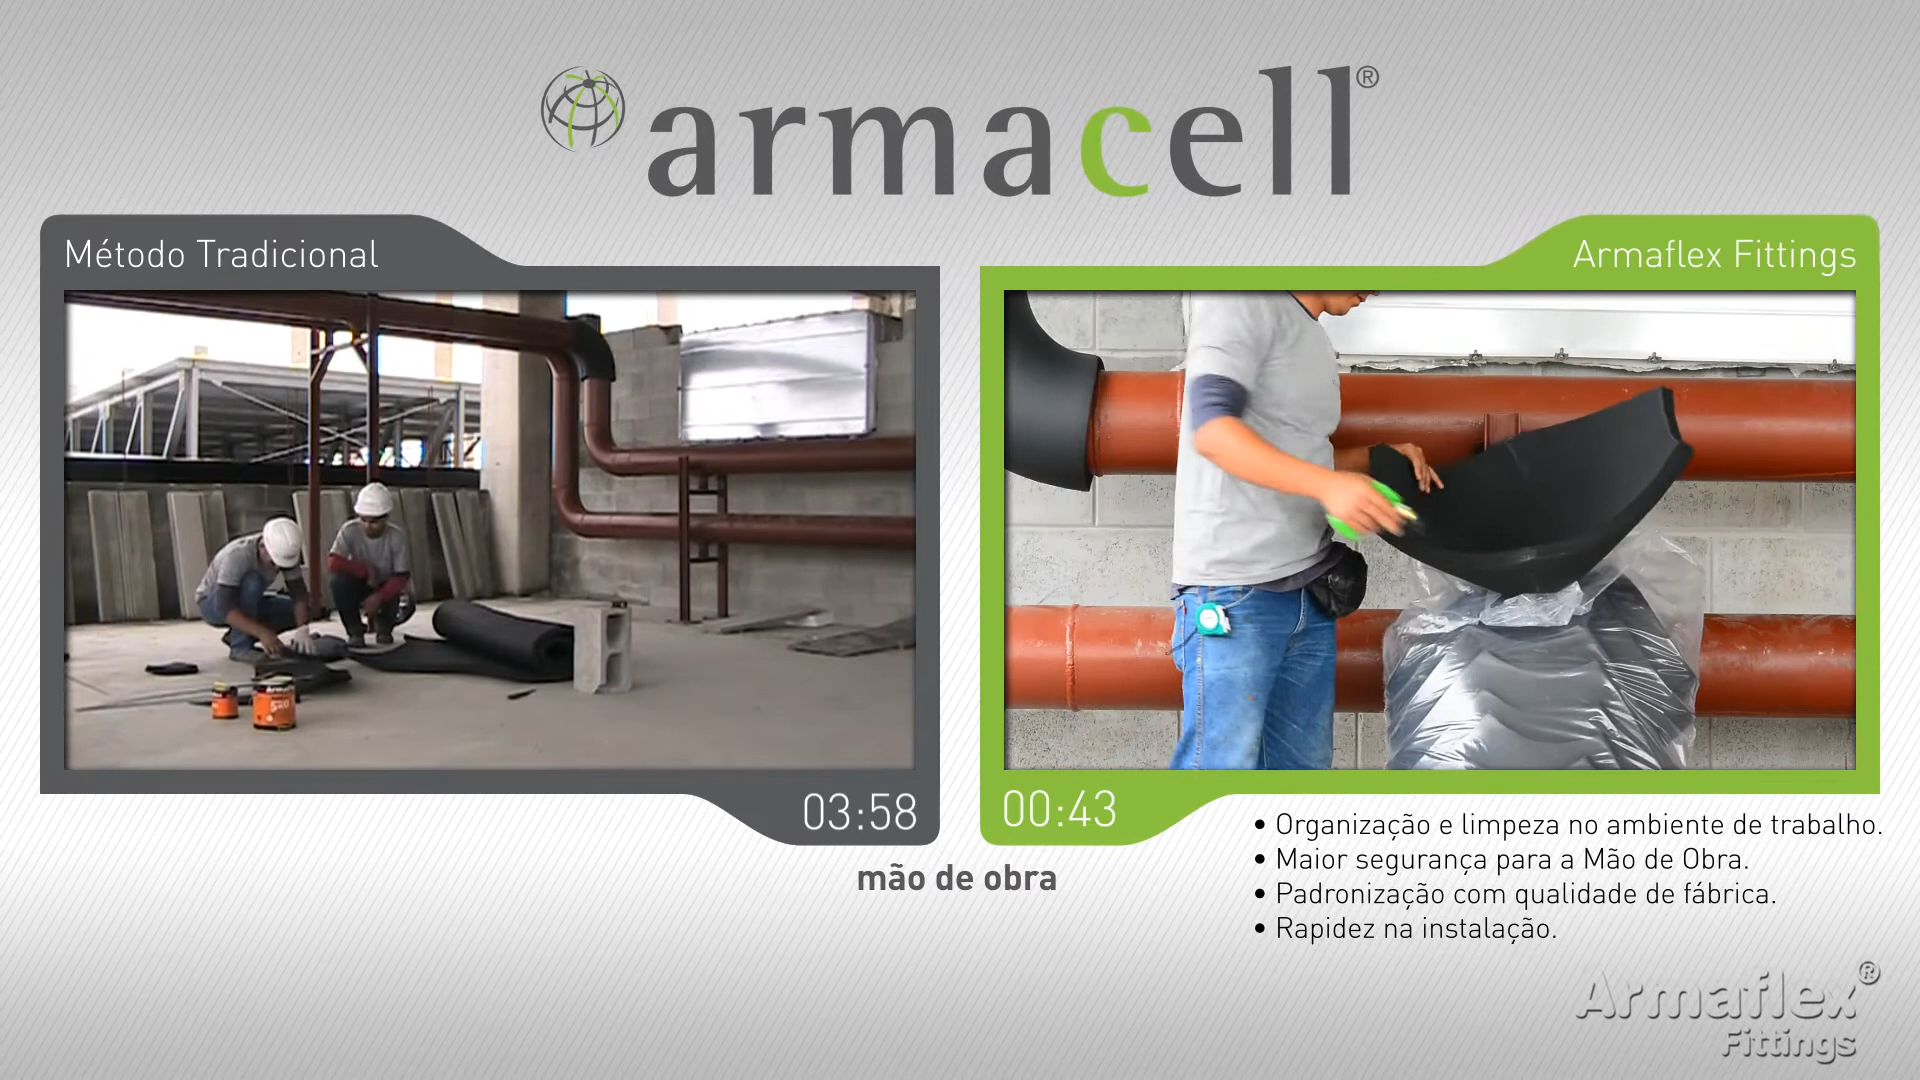 armacell®
Método Tradicional
Armaflex Fittings
03:58
00:43
mão de obra
• Organização e limpeza no ambiente de trabalho.
• Maior segurança para a Mão de Obra.
• Padronização com qualidade de fábrica.
• Rapidez na instalação.
Armaflex®
Fittings